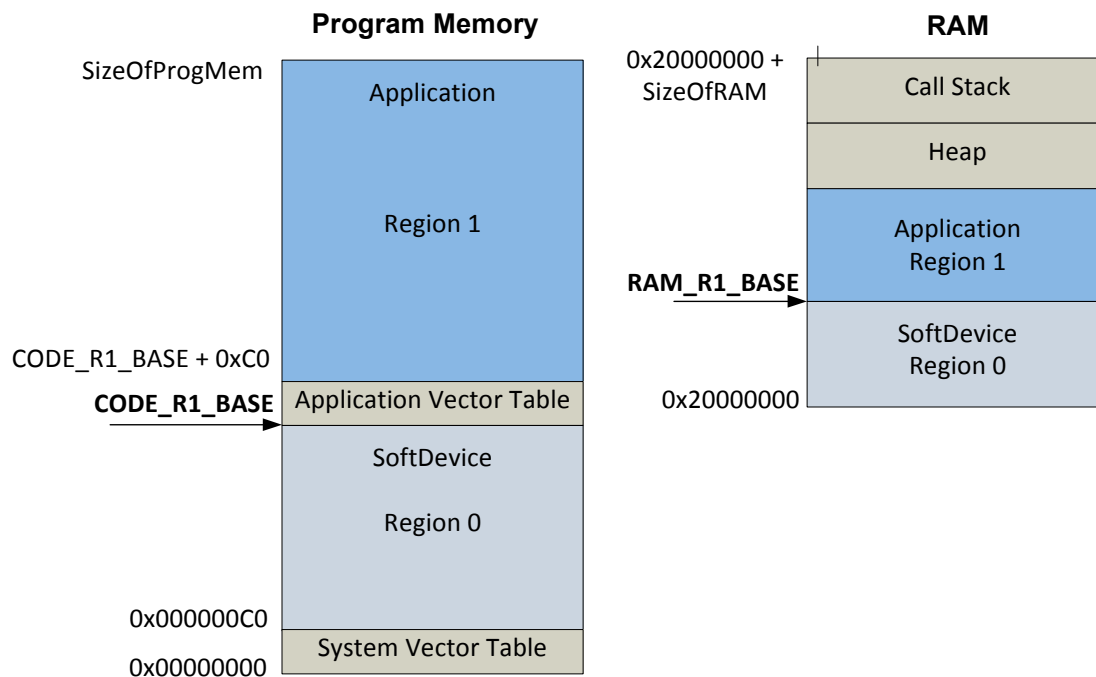 Program Memory
SizeOfProgMem
Application
Region 1
CODE_R1_BASE + 0xC0
Application Vector Table
CODE_R1_BASE
SoftDevice
Region 0
0x000000C0
System Vector Table
0x00000000
RAM
0x20000000 +
SizeOfRAM
Call Stack
Heap
Application
Region 1
RAM_R1_BASE
SoftDevice
Region 0
0x20000000